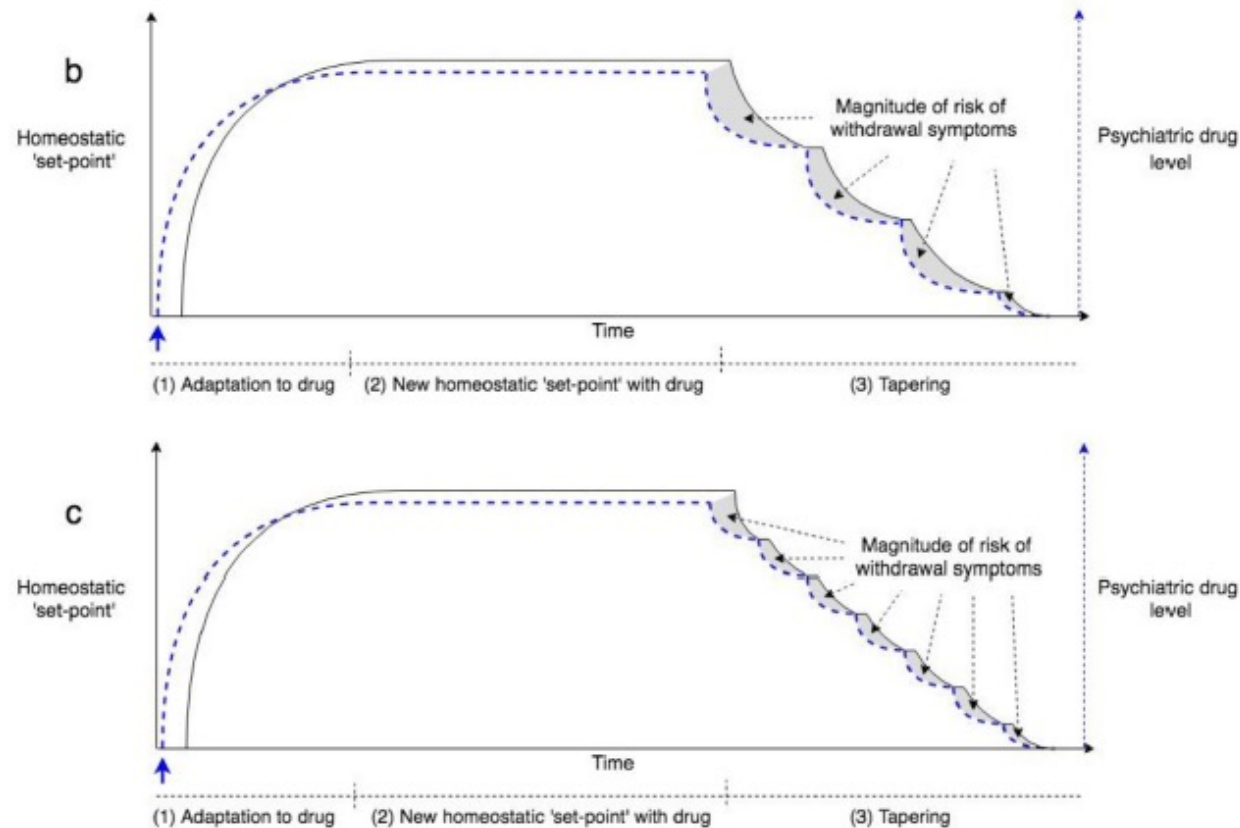 b
Homeostatic
'set-point'
Magnitude of risk of
withdrawal symptoms
Psychiatric drug
level
Time
(1) Adaptation to drug
(2) New homeostatic 'set-point' with drug
(3) Tapering
c
Homeostatic
'set-point'
Magnitude of risk of
withdrawal symptoms
Psychiatric drug
level
Time
(1) Adaptation to drug
(2) New homeostatic 'set-point' with drug
(3) Tapering